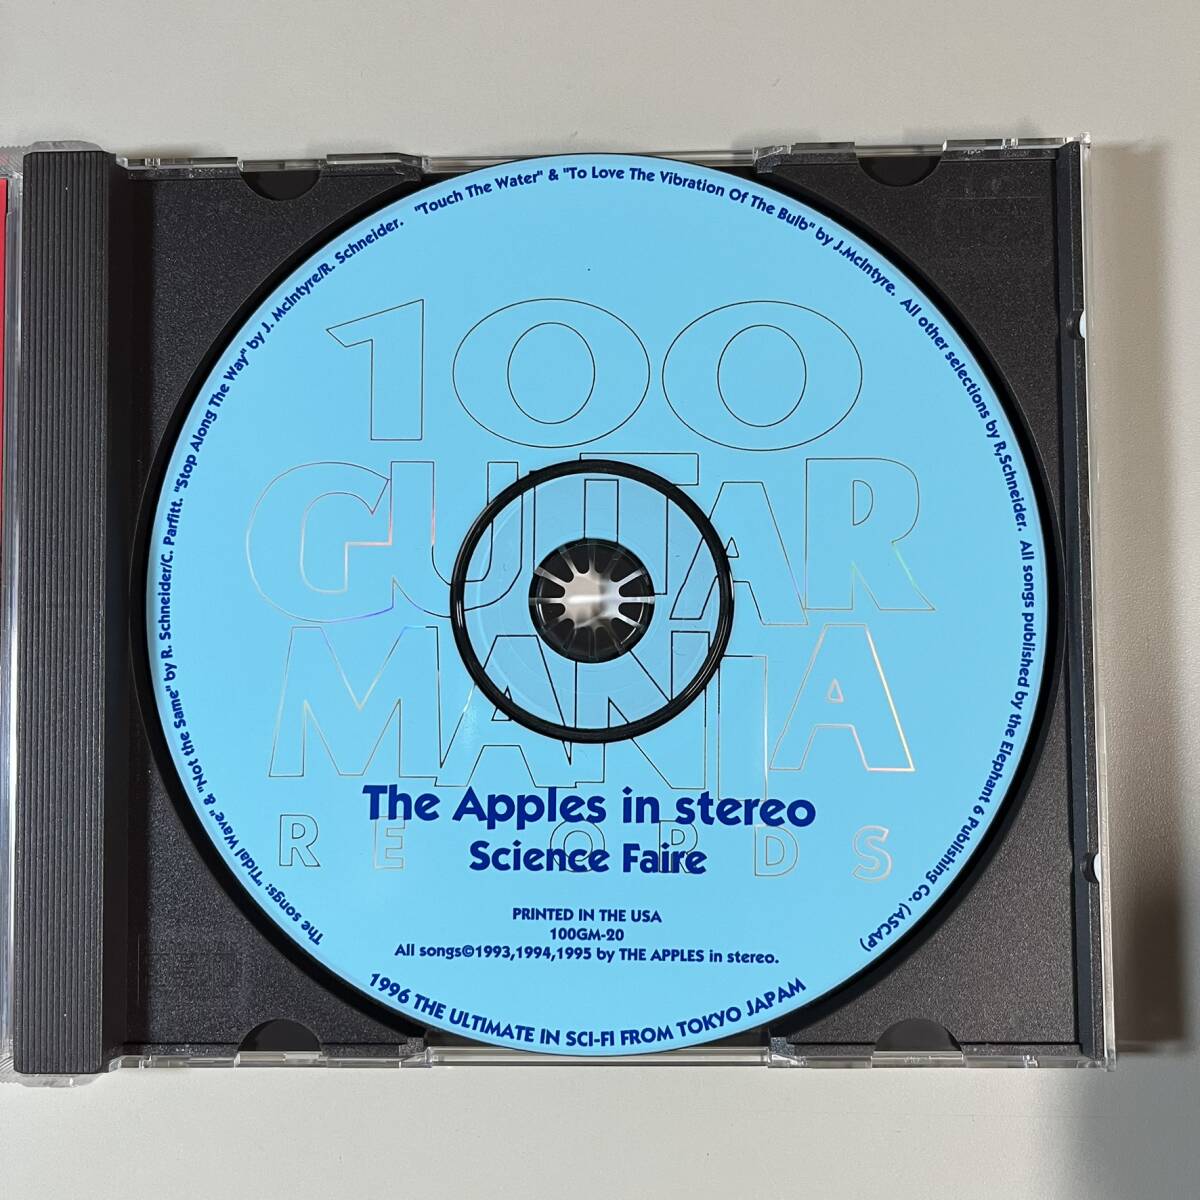 The songs: "Tidal Wave" & "Not the Same" by R. Schneider/C. Parfitt. "Stop Along The Way" by J. McIntyre/R. Schneider. "Touch The Water" & "To Love The Vibration Of The Bulb" by J.McIntyre. All other selections by R,Schneider. All songs published by the Elephant 6 Publishing Co. (ASCAP)
100
GUITAR
MANIA
RE ORDS
The Apples in stereo
Science Faire
PRINTED IN THE USA
100GM-20
All songs©1993,1994,1995 by THE APPLES in stereo.
1996 THE ULTIMATE IN SCI-FI FROM TOKYO JAPAM